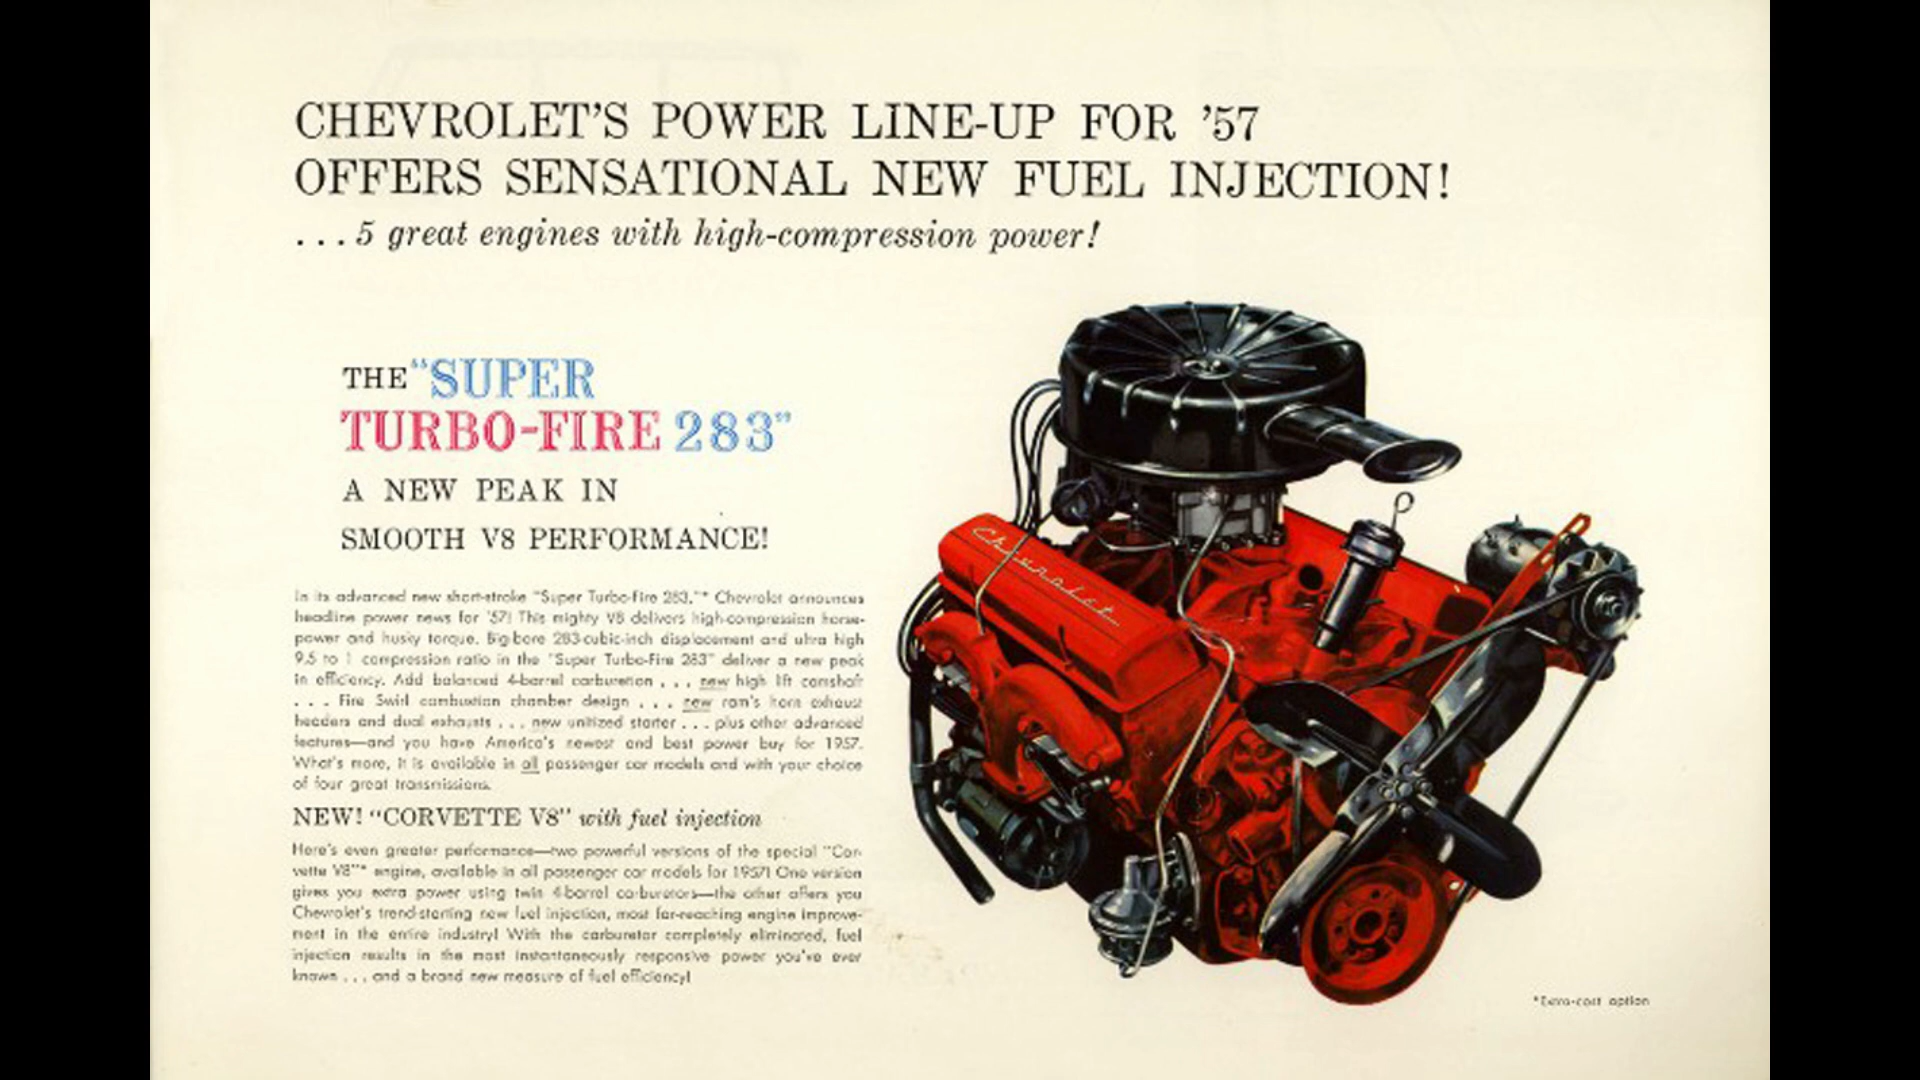 CHEVROLET'S POWER LINE-UP FOR '57
OFFERS SENSATIONAL NEW FUEL INJECTION!
...5 great engines with high-compression power!
THE "SUPER
TURBO-FIRE 283"
A NEW PEAK IN
SMOOTH V8 PERFORMANCE!
In its advanced new short-stroke "Super Turbo-Fire 283,"* Chevrolet announces
headline power news for '57! This mighty V8 delivers high-compression horse-
power and husky torque. Big-bore 283-cubic-inch displacement and ultra high
9.5 to 1 compression ratio in the "Super Turbo-Fire 283" deliver a new peak
in efficiency. Add balanced 4-barrel carburetion . . . new high lift camshaft
. . . Fire Swirl combustion chamber design . . . new ram's horn exhaust
headers and dual exhausts . . . new unitized starter . . . plus other advanced
features—and you have America's newest and best power buy for 1957.
What's more, it is available in all passenger car models and with your choice
of four great transmissions.
NEW! "CORVETTE V8" with fuel injection
Here's even greater performance—two powerful versions of the special "Cor-
vette V8"* engine, available in all passenger car models for 1957! One version
gives you extra power using twin 4-barrel carburetors—the other offers you
Chevrolet's trend-starting new fuel injection, most far-reaching engine improve-
ment in the entire industry! With the carburetor completely eliminated, fuel
injection results in the most instantaneously responsive power you've ever
known . . . and a brand new measure of fuel efficiency!
Chevrolet
*Extra-cost option